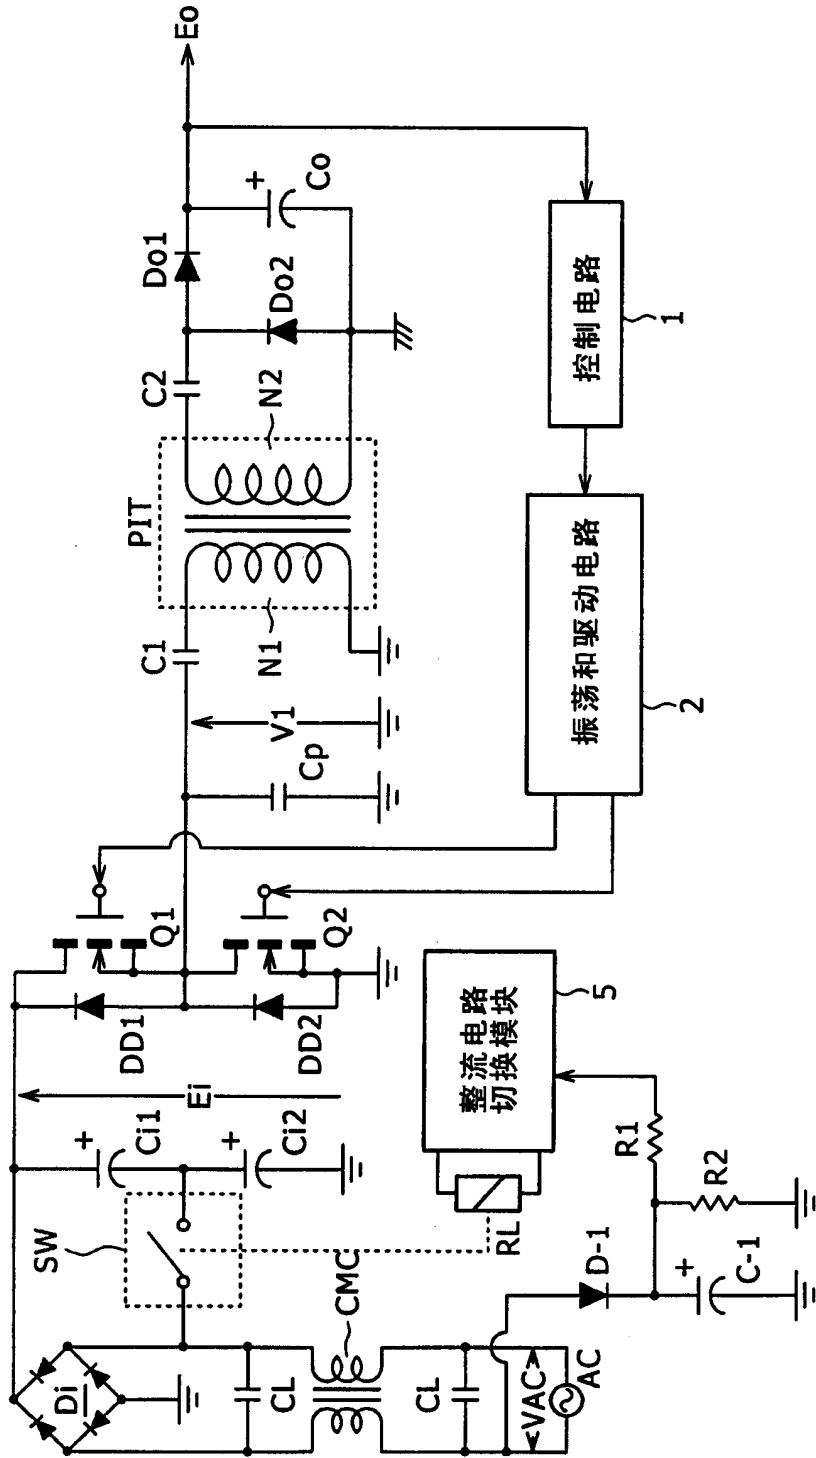 Di
SW
Ci1
+
Ci2
+
Ei
DD1
DD2
Q1
Q2
Cp
V1
C1
N1
PIT
N2
C2
Do1
Do2
+
Co
Eo
CL
CMC
CL
VAC
AC
D-1
+
C-1
R2
R1
RL
整流电路
切换模块
5
振荡和驱动电路
2
控制电路
1